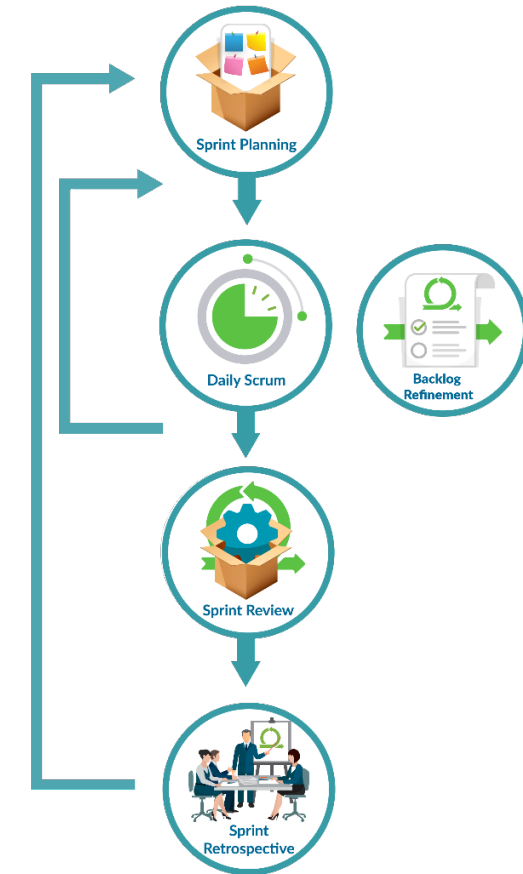 Sprint Planning
Daily Scrum
Backlog
Refinement
Sprint Review
Sprint
Retrospective